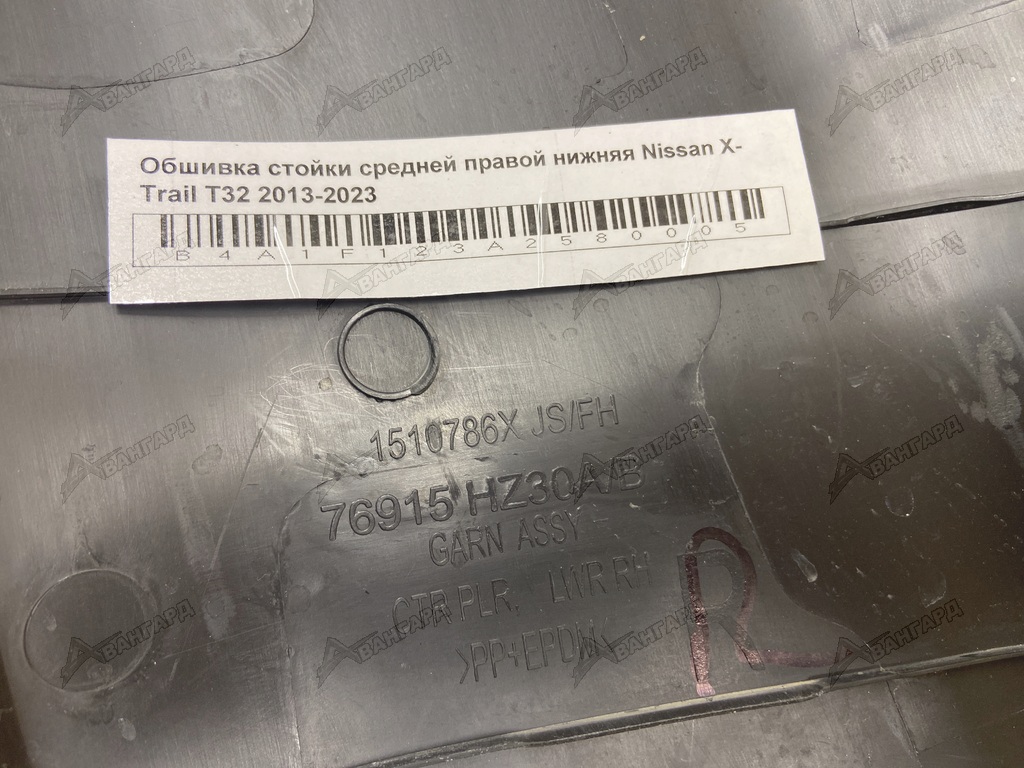 Обшивка стойки средней правой нижняя Nissan X-
Trail T32 2013-2023
B4A1F123A2580005
1510786X JS/FH
76915 HZ30A/B
GARN ASSY -
CTR PLR, LWR RH
>PP+EPDM<
R
АВАНГАРД